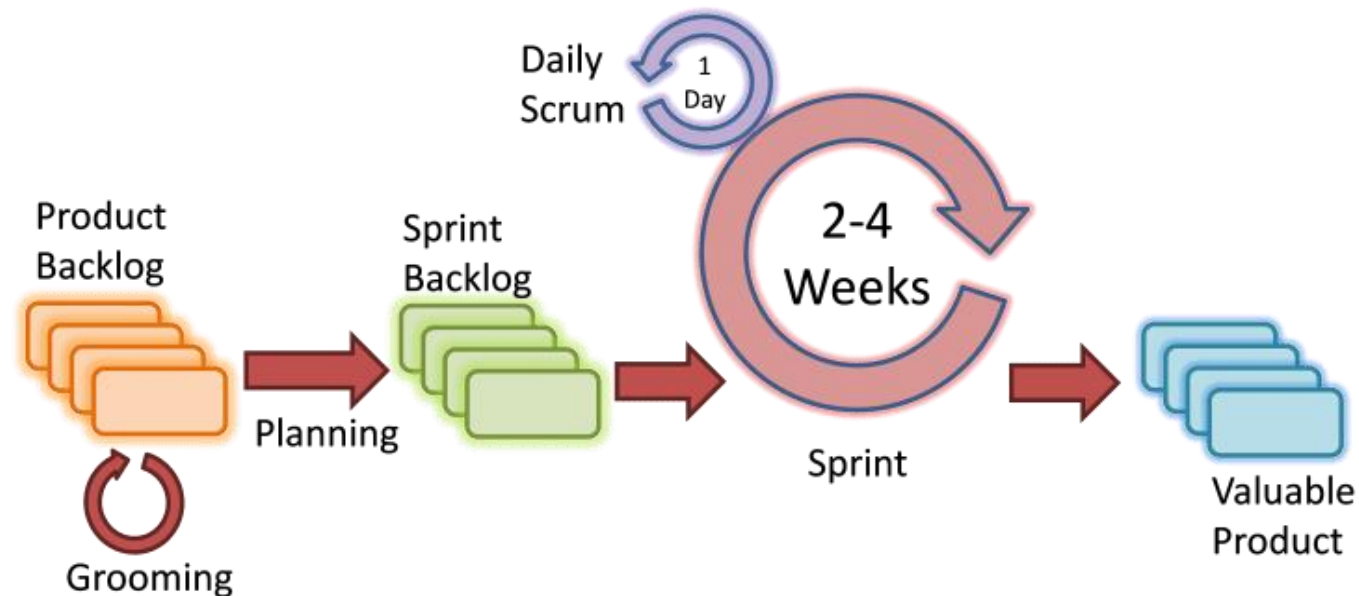 Daily
Scrum
1
Day
Product
Backlog
Sprint
Backlog
2-4
Weeks
Planning
Sprint
Grooming
Valuable
Product